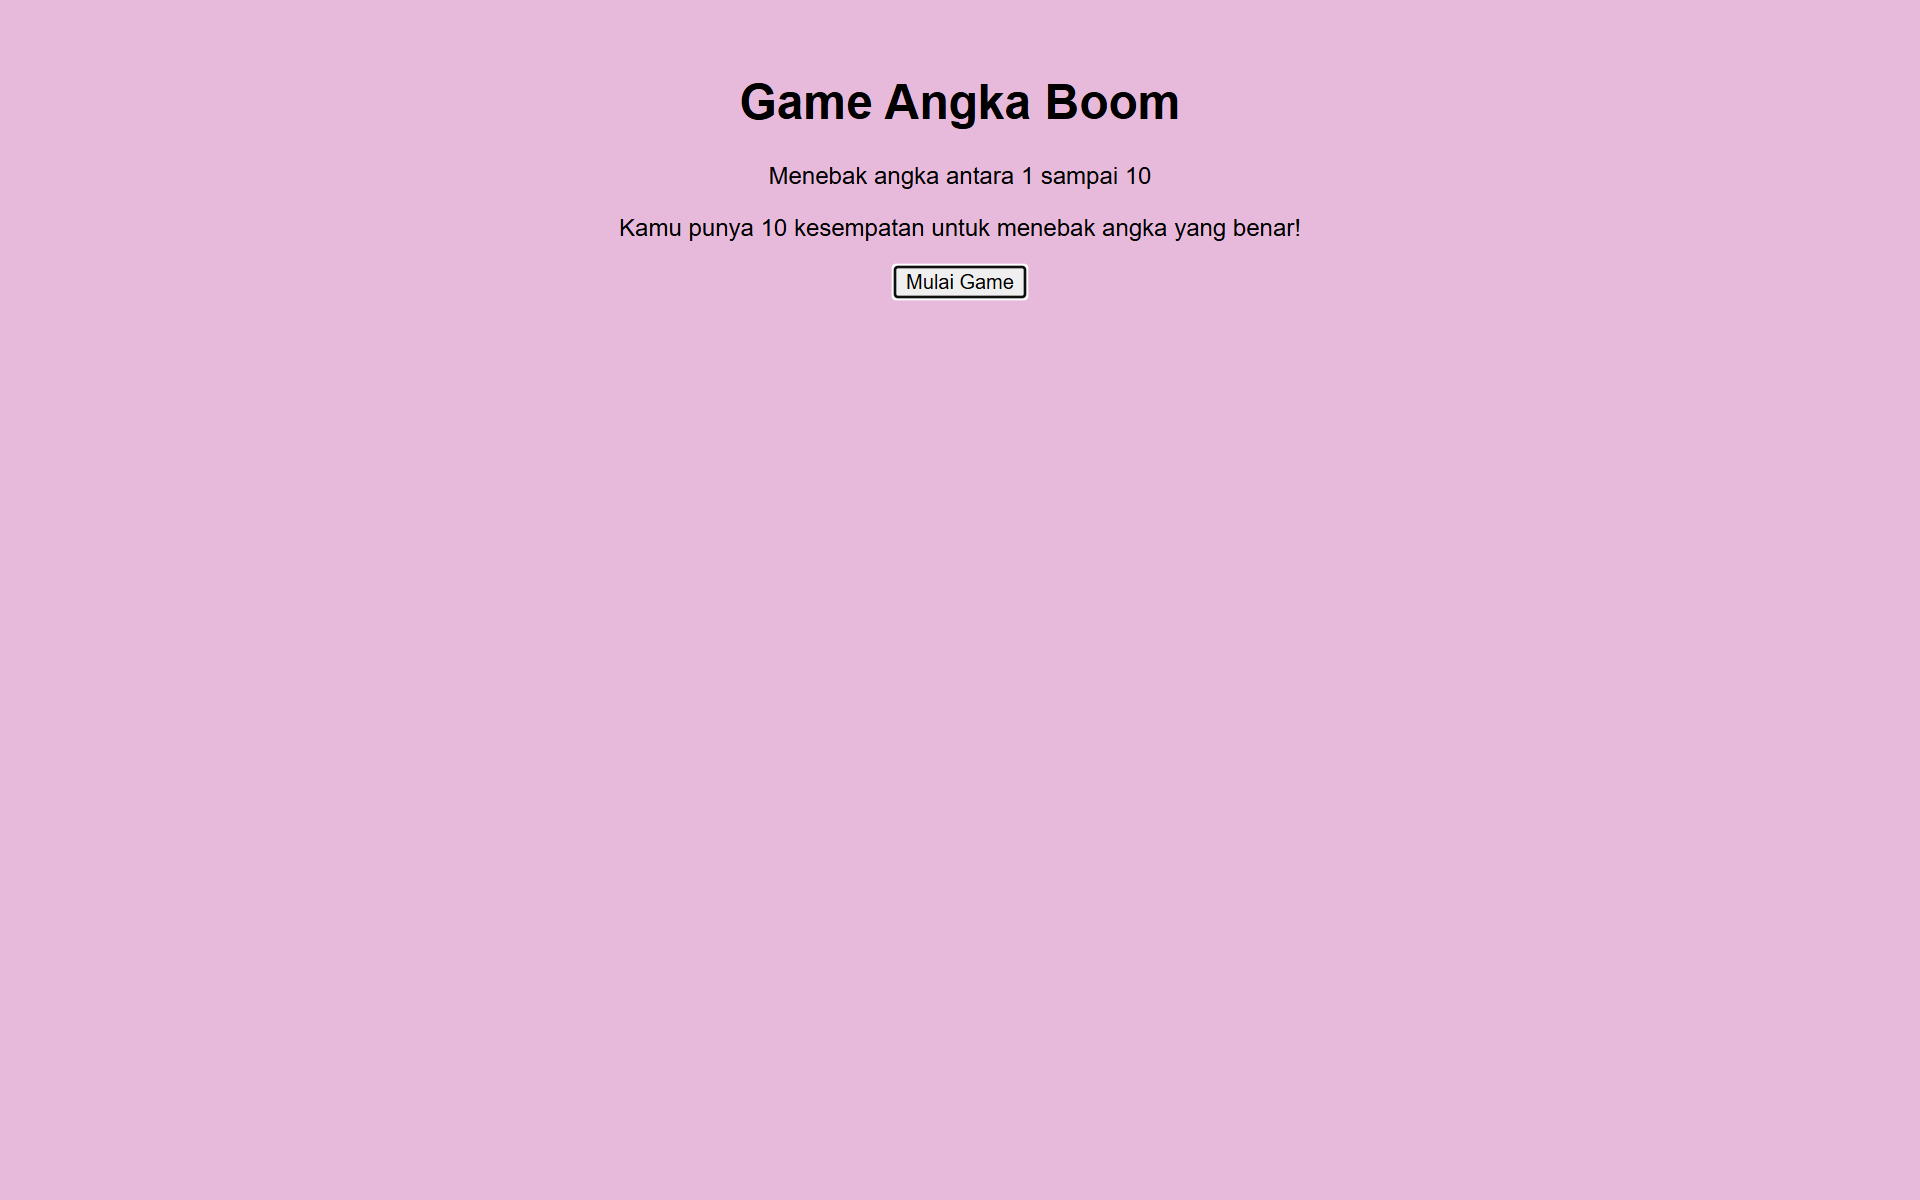 Game Angka Boom
Menebak angka antara 1 sampai 10
Kamu punya 10 kesempatan untuk menebak angka yang benar!
Mulai Game